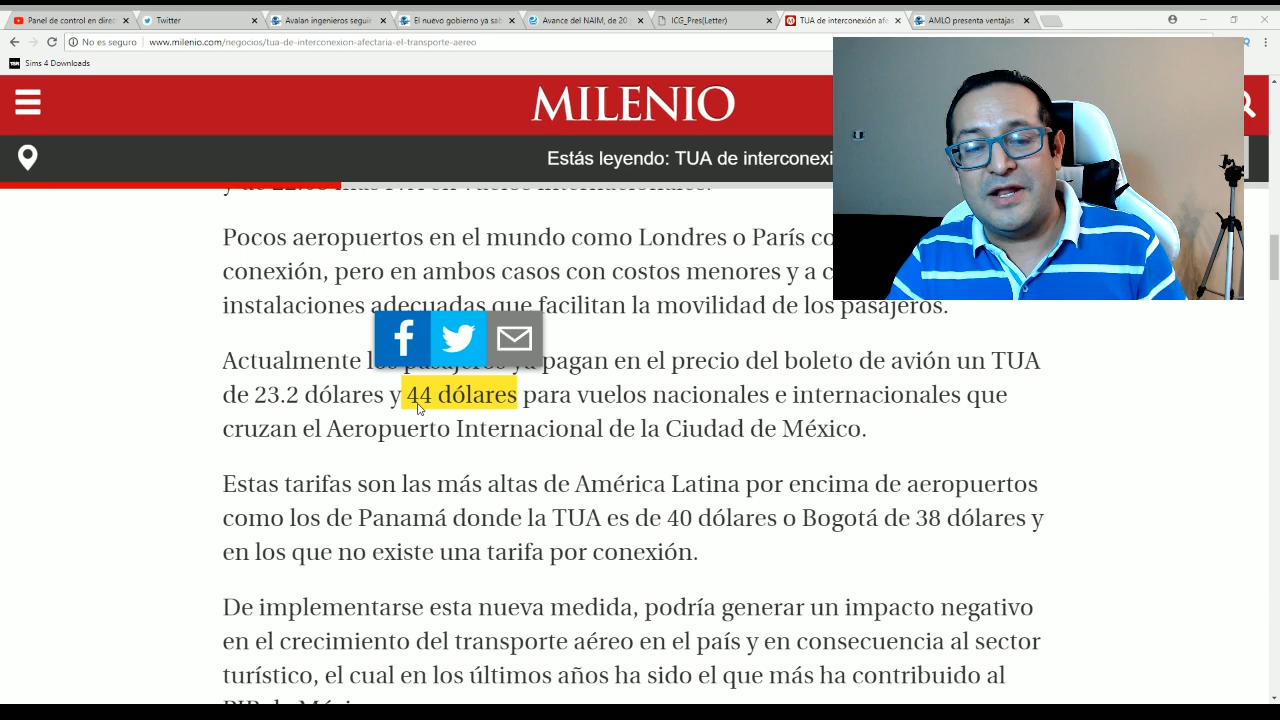 Panel de control en direc
Twitter
Avalan ingenieros seguir
El nuevo gobierno ya sab
Avance del NAIM, de 20
ICG_Pres(Letter)
TUA de interconexión afe
AMLO presenta ventajas
No es seguro
www.milenio.com/negocios/tua-de-interconexion-afectaria-el-transporte-aereo
Sims 4 Downloads
MILENIO
Estás leyendo: TUA de interconexi
Pocos aeropuertos en el mundo como Londres o París co
conexión, pero en ambos casos con costos menores y a c
instalaciones adecuadas que facilitan la movilidad de los pasajeros.
Actualmente los pasajeros ya pagan en el precio del boleto de avión un TUA
de 23.2 dólares y 44 dólares para vuelos nacionales e internacionales que
cruzan el Aeropuerto Internacional de la Ciudad de México.
Estas tarifas son las más altas de América Latina por encima de aeropuertos
como los de Panamá donde la TUA es de 40 dólares o Bogotá de 38 dólares y
en los que no existe una tarifa por conexión.
De implementarse esta nueva medida, podría generar un impacto negativo
en el crecimiento del transporte aéreo en el país y en consecuencia al sector
turístico, el cual en los últimos años ha sido el que más ha contribuido al